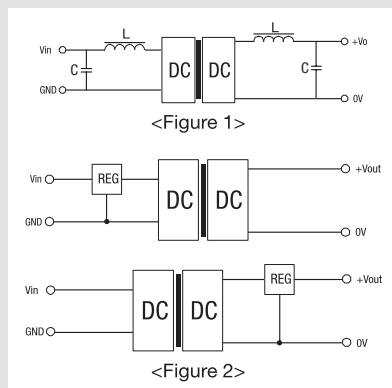 L
L
Vin
+Vo
C
DC
DC
C
GND
0V
<Figure 1>
Vin
REG
DC
DC
+Vout
GND
0V
Vin
DC
DC
REG
+Vout
GND
0V
<Figure 2>